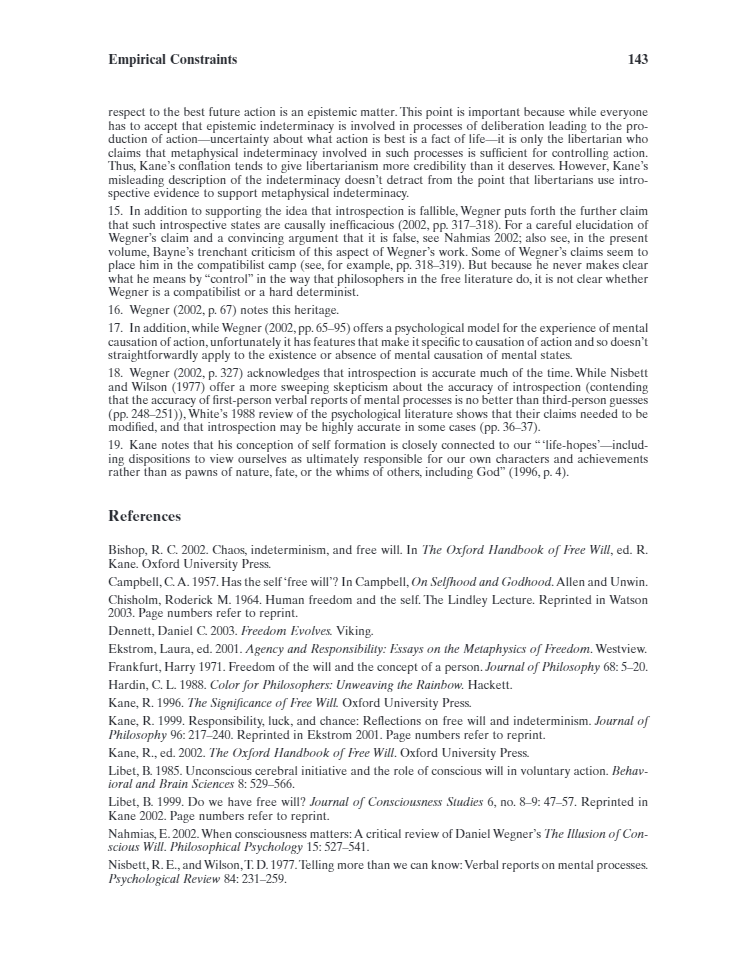 Empirical Constraints 143
respect to the best future action is an epistemic matter. This point is important because while everyone
has to accept that epistemic indeterminacy is involved in processes of deliberation leading to the pro-
duction of action—uncertainty about what action is best is a fact of life—it is only the libertarian who
claims that metaphysical indeterminacy involved in such processes is sufficient for controlling action.
Thus, Kane’s conflation tends to give libertarianism more credibility than it deserves. However, Kane’s
misleading description of the indeterminacy doesn’t detract from the point that libertarians use intro-
spective evidence to support metaphysical indeterminacy.
15. In addition to supporting the idea that introspection is fallible, Wegner puts forth the further claim
that such introspective states are causally inefficacious (2002, pp. 317–318). For a careful elucidation of
Wegner’s claim and a convincing argument that it is false, see Nahmias 2002; also see, in the present
volume, Bayne’s trenchant criticism of this aspect of Wegner’s work. Some of Wegner’s claims seem to
place him in the compatibilist camp (see, for example, pp. 318–319). But because he never makes clear
what he means by “control” in the way that philosophers in the free literature do, it is not clear whether
Wegner is a compatibilist or a hard determinist.
16. Wegner (2002, p. 67) notes this heritage.
17. In addition, while Wegner (2002, pp. 65–95) offers a psychological model for the experience of mental
causation of action, unfortunately it has features that make it specific to causation of action and so doesn’t
straightforwardly apply to the existence or absence of mental causation of mental states.
18. Wegner (2002, p. 327) acknowledges that introspection is accurate much of the time. While Nisbett
and Wilson (1977) offer a more sweeping skepticism about the accuracy of introspection (contending
that the accuracy of first-person verbal reports of mental processes is no better than third-person guesses
(pp. 248–251)), White’s 1988 review of the psychological literature shows that their claims needed to be
modified, and that introspection may be highly accurate in some cases (pp. 36–37).
19. Kane notes that his conception of self formation is closely connected to our “‘life-hopes’—includ-
ing dispositions to view ourselves as ultimately responsible for our own characters and achievements
rather than as pawns of nature, fate, or the whims of others, including God” (1996, p. 4).
References
Bishop, R. C. 2002. Chaos, indeterminism, and free will. In The Oxford Handbook of Free Will, ed. R.
Kane. Oxford University Press.
Campbell, C. A. 1957. Has the self ‘free will’? In Campbell, On Selfhood and Godhood. Allen and Unwin.
Chisholm, Roderick M. 1964. Human freedom and the self. The Lindley Lecture. Reprinted in Watson
2003. Page numbers refer to reprint.
Dennett, Daniel C. 2003. Freedom Evolves. Viking.
Ekstrom, Laura, ed. 2001. Agency and Responsibility: Essays on the Metaphysics of Freedom. Westview.
Frankfurt, Harry 1971. Freedom of the will and the concept of a person. Journal of Philosophy 68: 5–20.
Hardin, C. L. 1988. Color for Philosophers: Unweaving the Rainbow. Hackett.
Kane, R. 1996. The Significance of Free Will. Oxford University Press.
Kane, R. 1999. Responsibility, luck, and chance: Reflections on free will and indeterminism. Journal of
Philosophy 96: 217–240. Reprinted in Ekstrom 2001. Page numbers refer to reprint.
Kane, R., ed. 2002. The Oxford Handbook of Free Will. Oxford University Press.
Libet, B. 1985. Unconscious cerebral initiative and the role of conscious will in voluntary action. Behav-
ioral and Brain Sciences 8: 529–566.
Libet, B. 1999. Do we have free will? Journal of Consciousness Studies 6, no. 8–9: 47–57. Reprinted in
Kane 2002. Page numbers refer to reprint.
Nahmias, E. 2002. When consciousness matters: A critical review of Daniel Wegner’s The Illusion of Con-
scious Will. Philosophical Psychology 15: 527–541.
Nisbett, R. E., and Wilson, T. D. 1977. Telling more than we can know: Verbal reports on mental processes.
Psychological Review 84: 231–259.